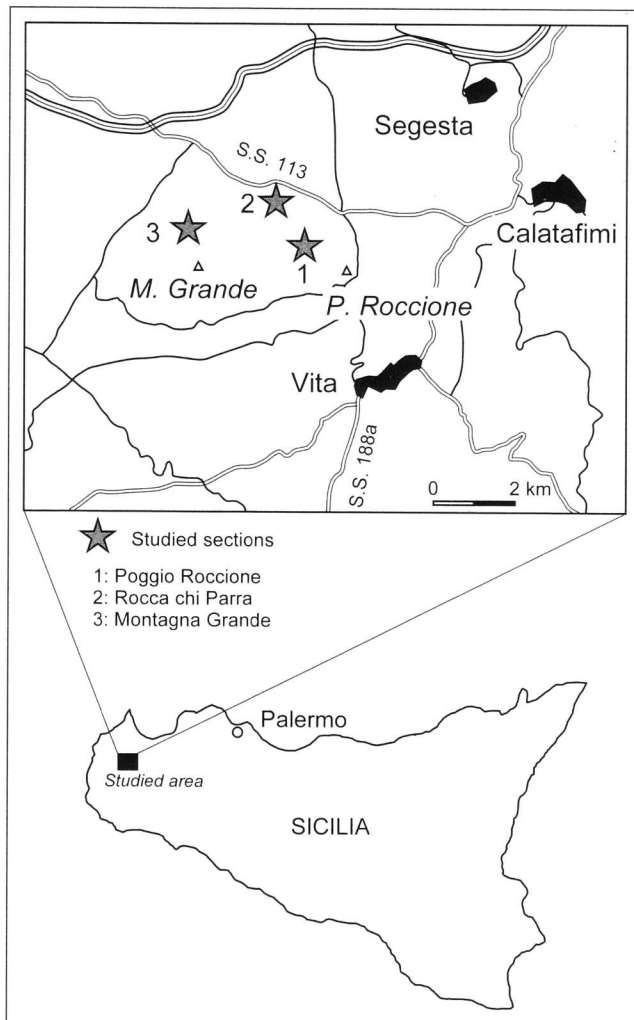 Segesta
S.S. 113
2
Calatafimi
3
1
M. Grande
P. Roccione
Vita
S.S. 188a
0 2 km
Studied sections
1: Poggio Roccione
2: Rocca chi Parra
3: Montagna Grande
Palermo
Studied area
SICILIA